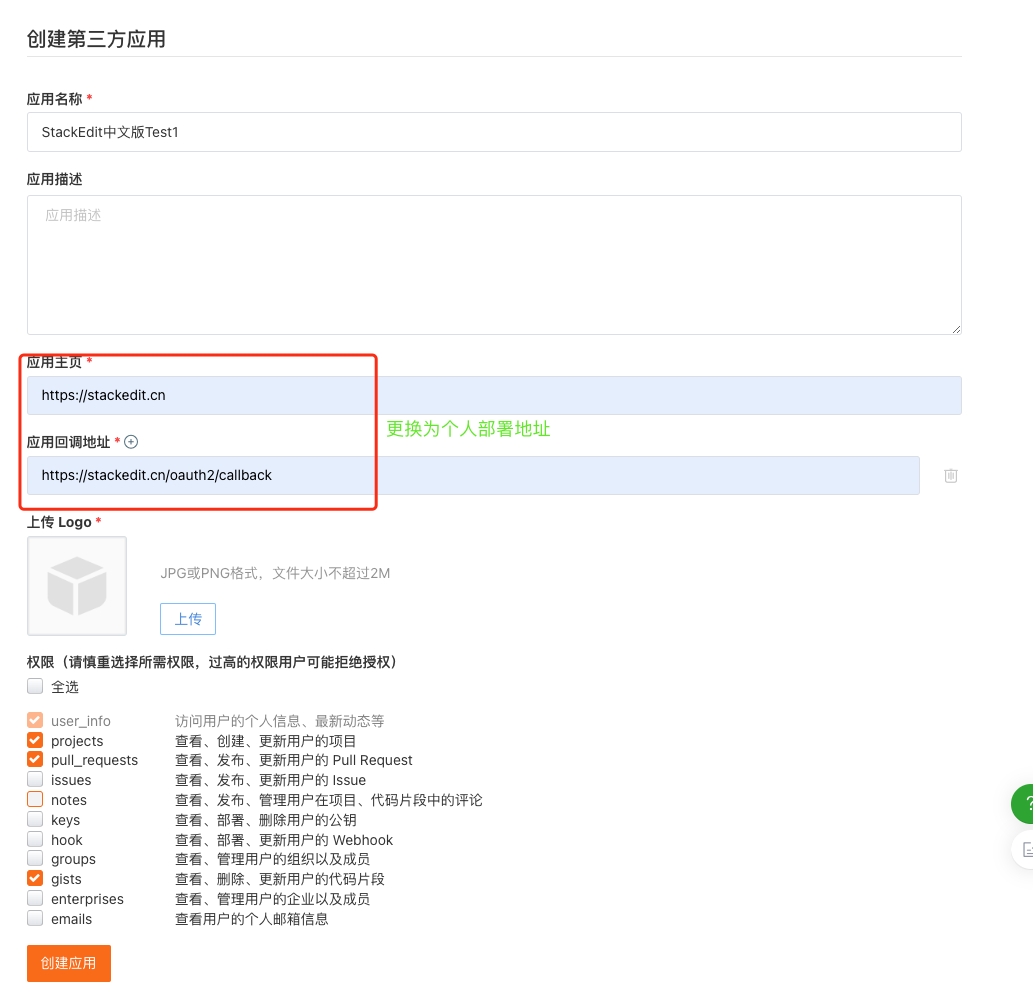 创建第三方应用
应用名称 *
StackEdit中文版Test1
应用描述
应用描述
应用主页 *
https://stackedit.cn
更换为个人部署地址
应用回调地址 *
https://stackedit.cn/oauth2/callback
上传 Logo *
JPG或PNG格式，文件大小不超过2M
上传
权限（请慎重选择所需权限，过高的权限用户可能拒绝授权）
全选
user_info 访问用户的个人信息、最新动态等
projects 查看、创建、更新用户的项目
pull_requests 查看、发布、更新用户的 Pull Request
issues 查看、发布、更新用户的 Issue
notes 查看、发布、管理用户在项目、代码片段中的评论
keys 查看、部署、删除用户的公钥
hook 查看、部署、更新用户的 Webhook
groups 查看、管理用户的组织以及成员
gists 查看、删除、更新用户的代码片段
enterprises 查看、管理用户的企业以及成员
emails 查看用户的个人邮箱信息
创建应用
?